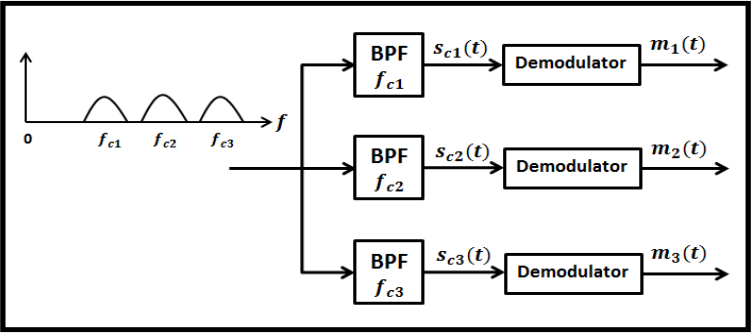 BPF
f_c1
s_c1(t)
Demodulator
m_1(t)
f
0
f_c1
f_c2
f_c3
BPF
f_c2
s_c2(t)
Demodulator
m_2(t)
BPF
f_c3
s_c3(t)
Demodulator
m_3(t)